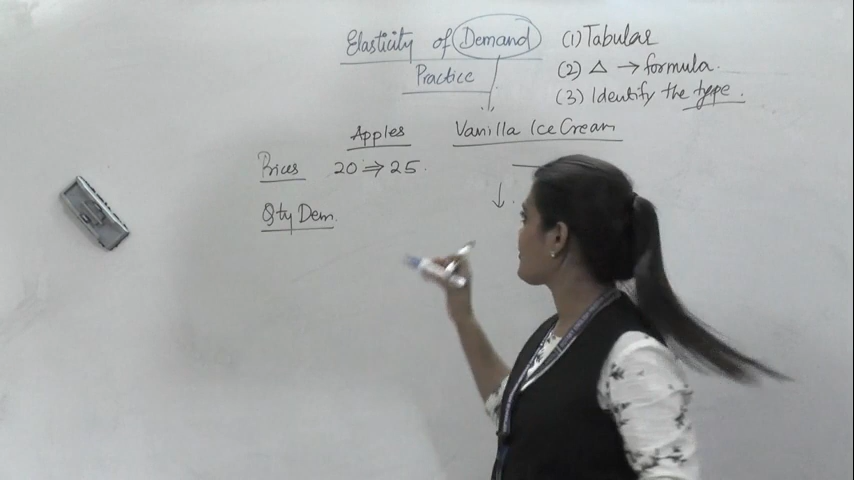 Elasticity of Demand
Practice
(1) Tabular
(2) △ → formula.
(3) Identify the type.
Apples Vanilla Ice Cream
Prices 20 ⇒ 25.
Qty Dem. ↓